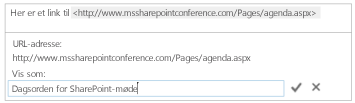 Her er et link til <http://www.mssharepointconference.com/Pages/agenda.aspx>
URL-adresse:
http://www.mssharepointconference.com/Pages/agenda.aspx
Vis som:
Dagsorden for SharePoint-møde